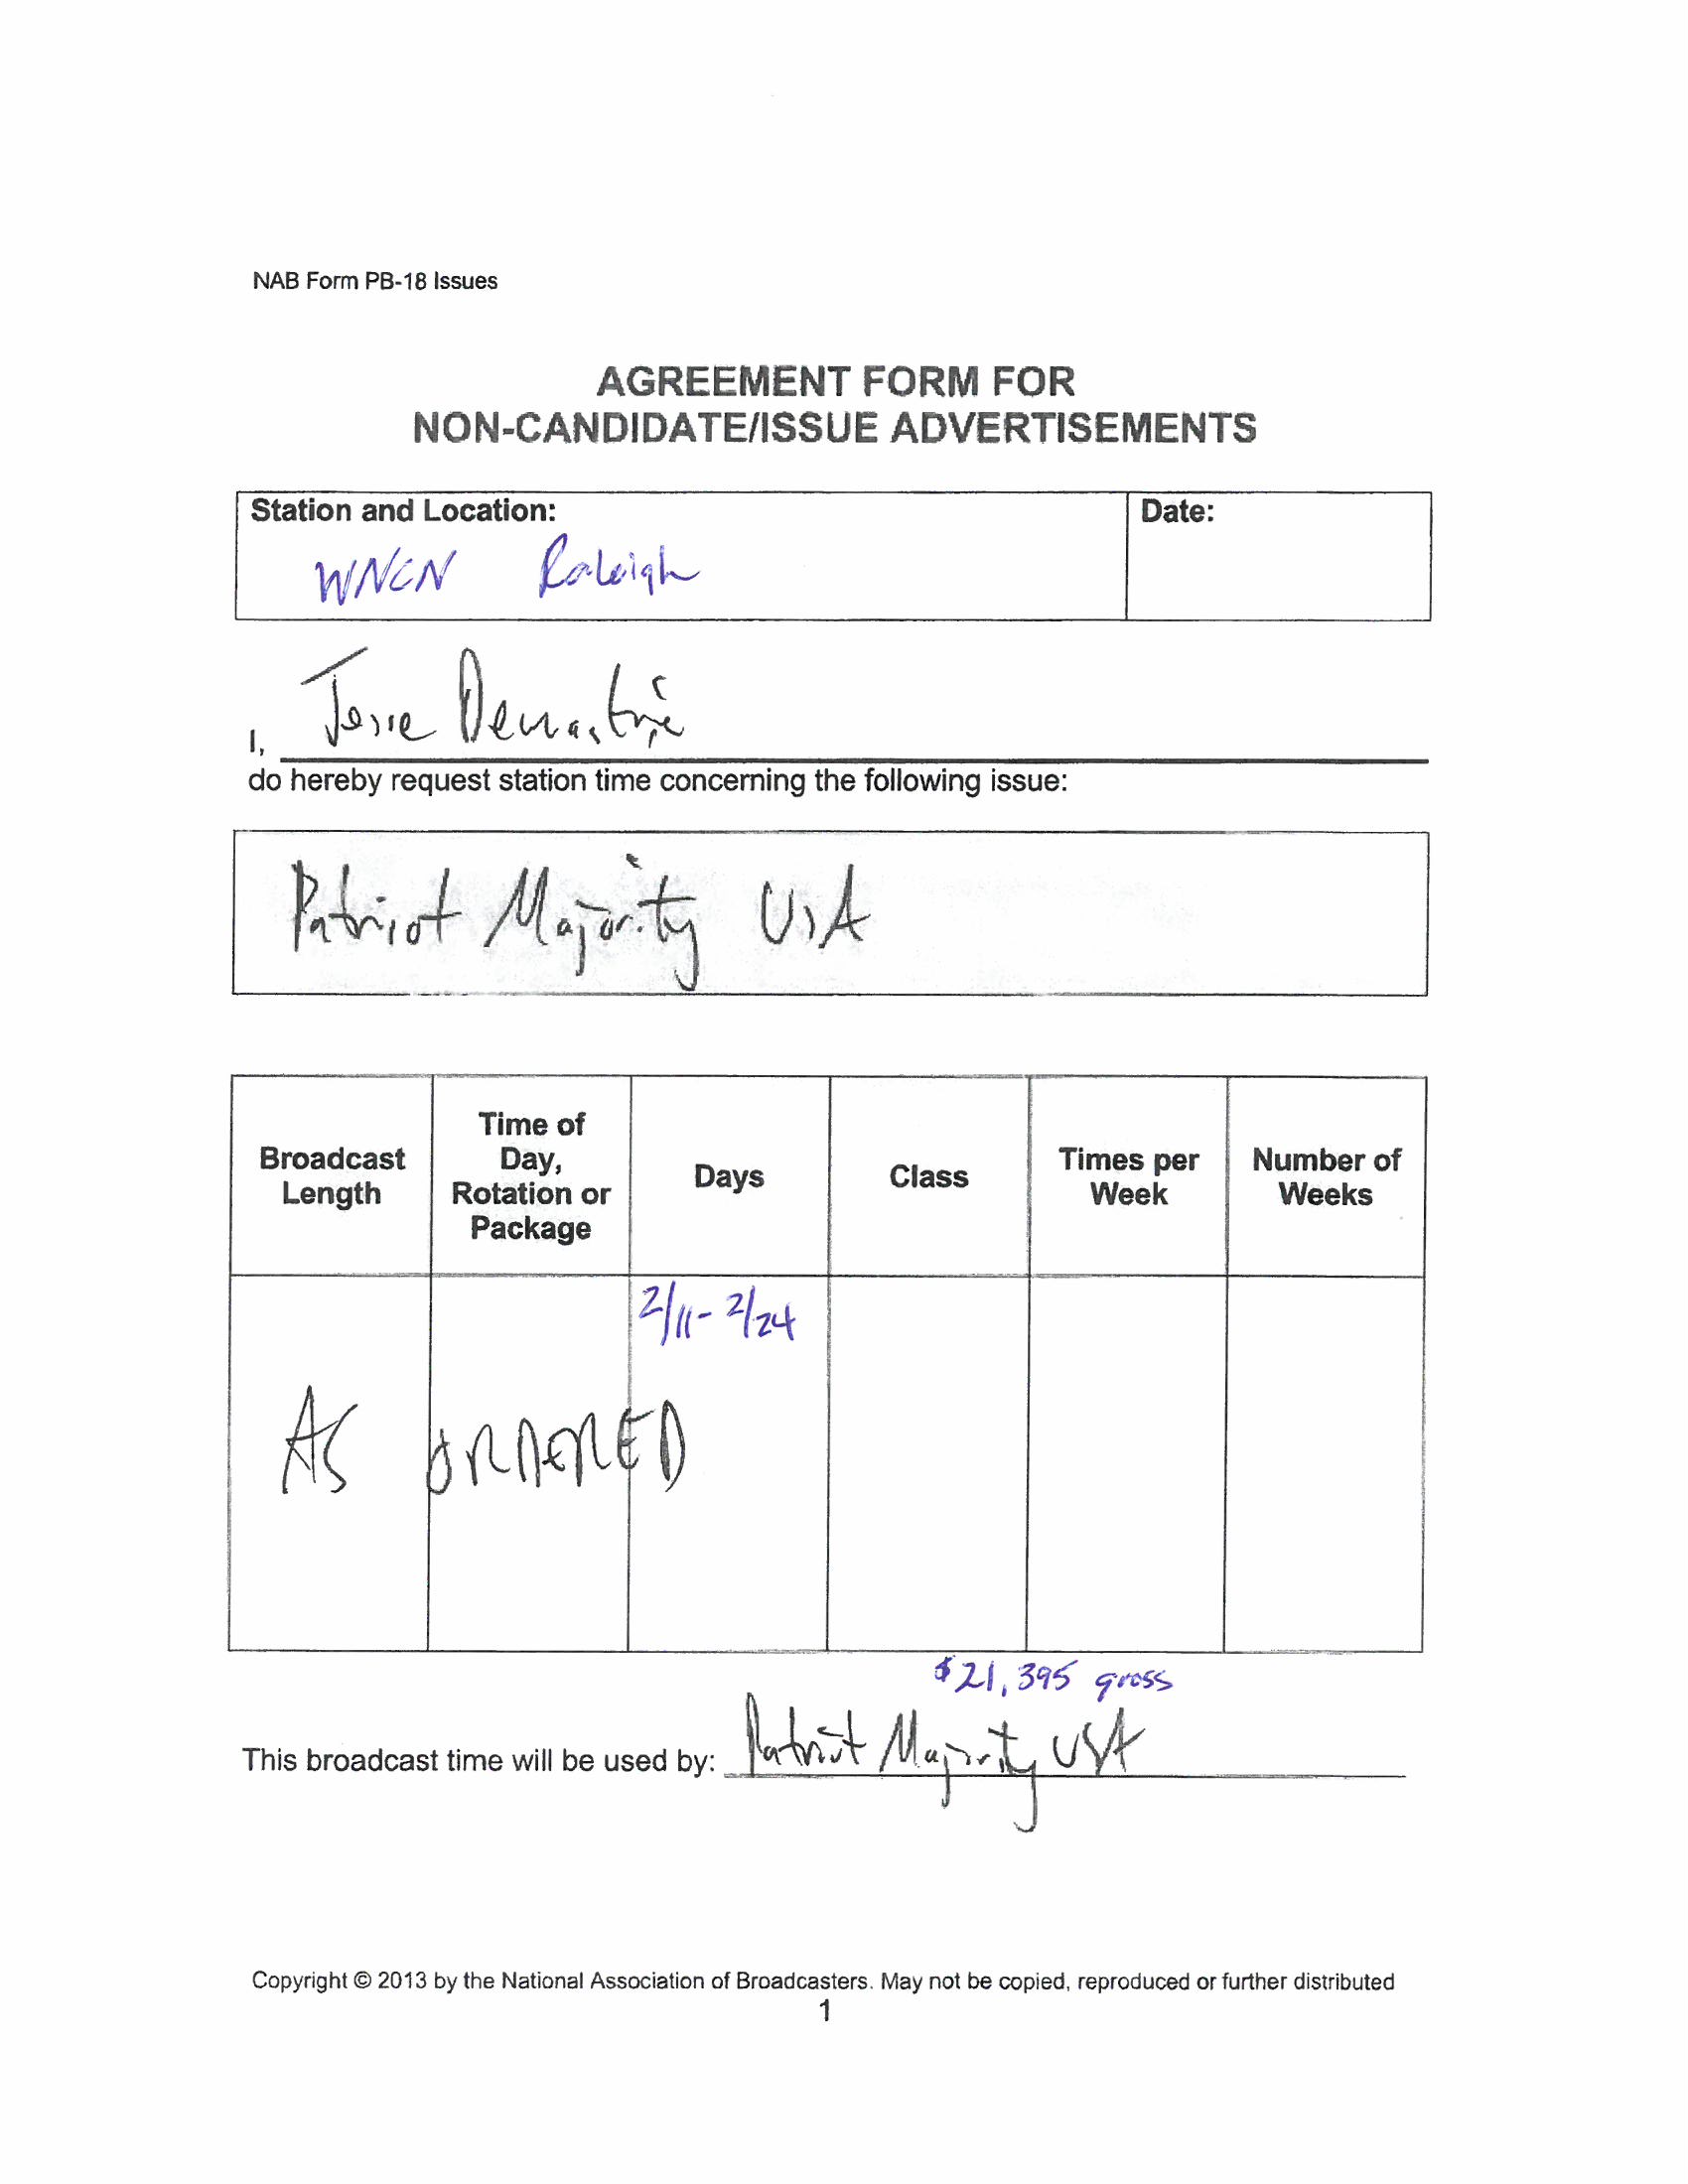 NAB Form PB-18 Issues
AGREEMENT FORM FOR
NON-CANDIDATE/ISSUE ADVERTISEMENTS
Station and Location:
Date:
WNCN Raleigh
I, Jesse Demastrie
do hereby request station time concerning the following issue:
Patriot Majority USA
Broadcast Length
Time of Day, Rotation or Package
Days
Class
Times per Week
Number of Weeks
2/11 - 2/24
AS ORDERED
$21,395 gross
This broadcast time will be used by: Patriot Majority USA
Copyright © 2013 by the National Association of Broadcasters. May not be copied, reproduced or further distributed
1